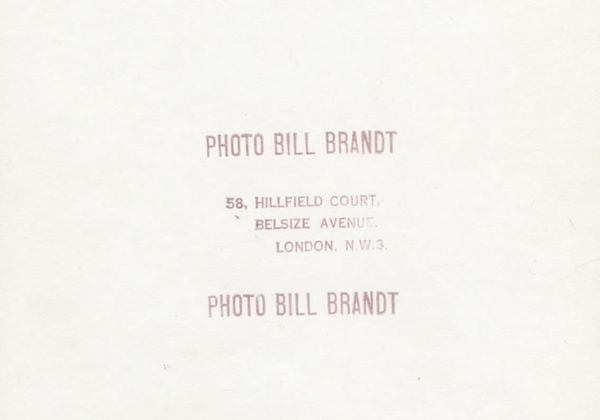 PHOTO BILL BRANDT
58, HILLFIELD COURT,
BELSIZE AVENUE.
LONDON. N.W.3.
PHOTO BILL BRANDT